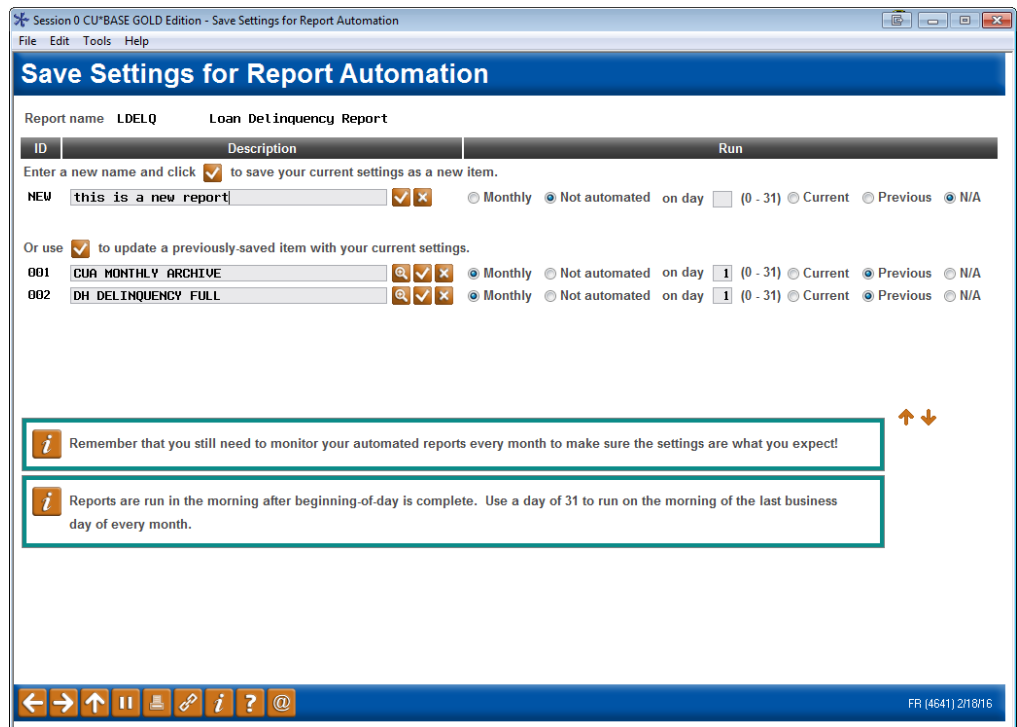 Session 0 CU*BASE GOLD Edition - Save Settings for Report Automation
File Edit Tools Help
Save Settings for Report Automation
Report name LDELQ Loan Delinquency Report
ID Description Run
Enter a new name and click to save your current settings as a new item.
NEW this is a new report Monthly Not automated on day (0 - 31) Current Previous N/A
Or use to update a previously-saved item with your current settings.
001 CUA MONTHLY ARCHIVE Monthly Not automated on day 1 (0 - 31) Current Previous N/A
002 DH DELINQUENCY FULL Monthly Not automated on day 1 (0 - 31) Current Previous N/A
i Remember that you still need to monitor your automated reports every month to make sure the settings are what you expect!
i Reports are run in the morning after beginning-of-day is complete. Use a day of 31 to run on the morning of the last business
day of every month.
i ? @ FR (4641) 2/18/16